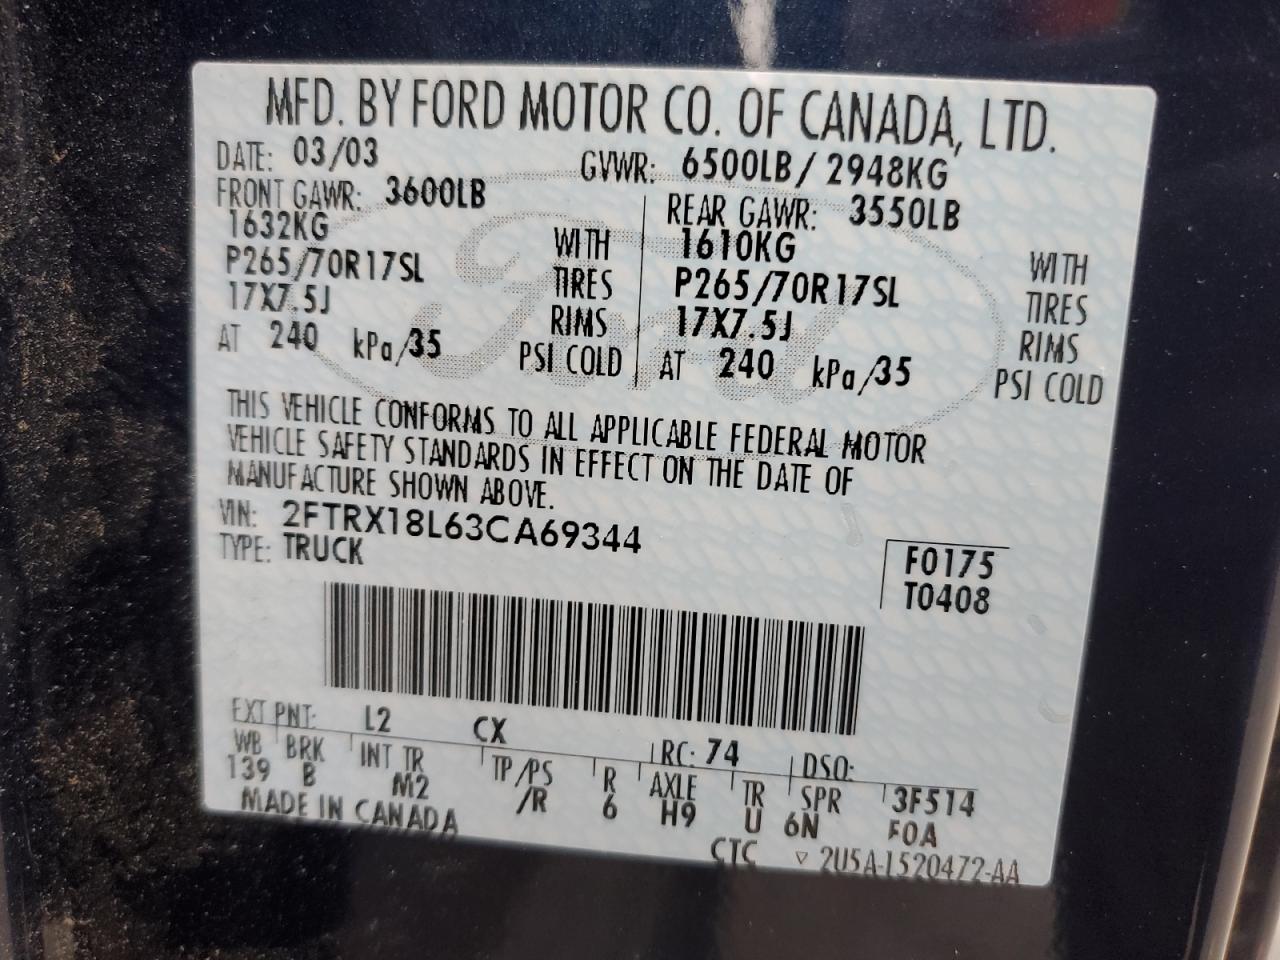 MFD. BY FORD MOTOR CO. OF CANADA, LTD.
DATE: 03/03 GVWR: 6500LB/ 2948KG
FRONT GAWR: 3600LB REAR GAWR: 3550LB
1632KG WITH 1610KG WITH
P265/70R17SL TIRES P265/70R17SL TIRES
17X7.5J RIMS 17X7.5J RIMS
AT 240 kPa/35 PSI COLD AT 240 kPa/35 PSI COLD
THIS VEHICLE CONFORMS TO ALL APPLICABLE FEDERAL MOTOR
VEHICLE SAFETY STANDARDS IN EFFECT ON THE DATE OF
MANUFACTURE SHOWN ABOVE.
VIN: 2FTRX18L63CA69344
TYPE: TRUCK
F0175
T0408
EXT PNT: L2 CX RC: 74 DSO:
WB BRK INT TR TP/PS R AXLE TR SPR 3F514
139 B M2 /R 6 H9 U 6N F0A
MADE IN CANADA CTC ▽ 2U5A-1520472-AA
Ford